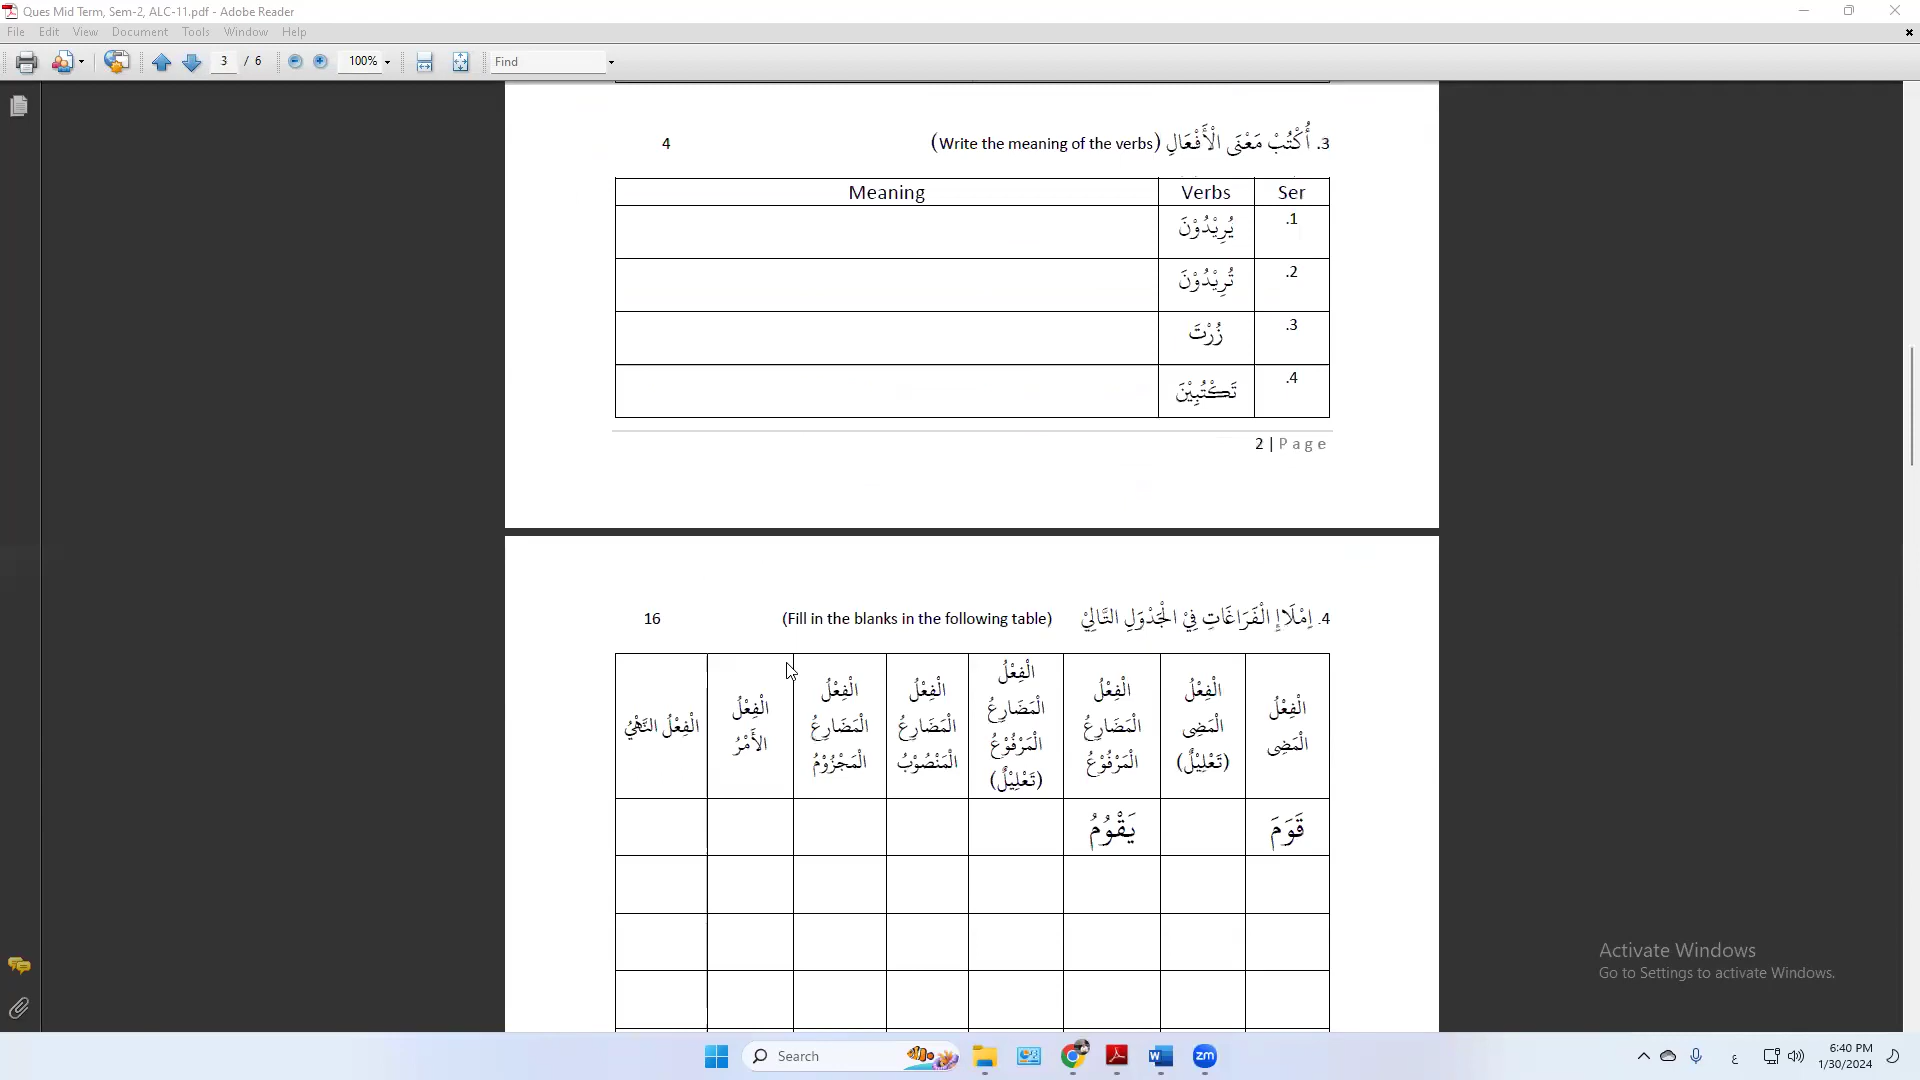 Ques Mid Term, Sem-2, ALC-11.pdf - Adobe Reader
File Edit View Document Tools Window Help
3 / 6 100% Find
3. أُكْتُبْ مَعْنَى الْأَفْعَالِ (Write the meaning of the verbs) 4
Meaning Verbs Ser
1. يُرِيْدُوْنَ
2. تُرِيْدُوْنَ
3. زُرْتَ
4. تَكْتُبِيْنَ
2 | Page
4. اِمْلَاإِ الْفَرَاغَاتِ فِيْ الْجَدْوَلِ التَّالِيْ (Fill in the blanks in the following table) 16
الْفِعْلُ الْمَضِى
الْفِعْلُ الْمَضِى (تَعْلِيْلٌ)
الْفِعْلُ الْمَضَارِعُ الْمَرْفُوْعُ
الْفِعْلُ الْمَضَارِعُ الْمَرْفُوْعُ (تَعْلِيْلٌ)
الْفِعْلُ الْمَضَارِعُ الْمَنْصُوْبُ
الْفِعْلُ الْمَضَارِعُ الْمَجْزُوْمُ
الْفِعْلُ الأَمْرُ
الْفِعْلُ النَّهْيُ
قَوَمَ يَقْوُمُ
Activate Windows
Go to Settings to activate Windows.
Search
zm
ع
6:40 PM
1/30/2024